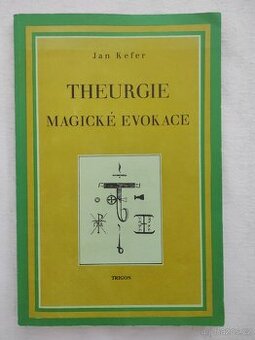 Jan Kefer
THEURGIE
MAGICKÉ EVOKACE
TRIGON